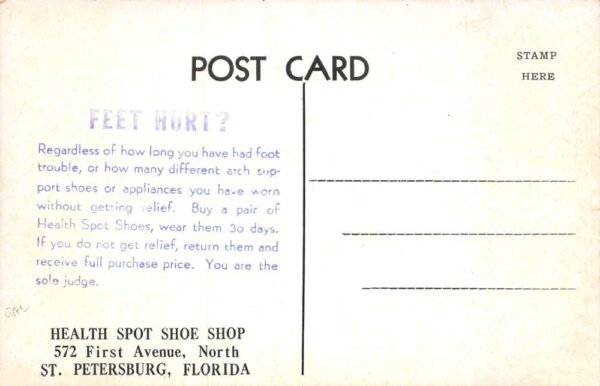 POST CARD
STAMP
HERE
FEET HURT?
Regardless of how long you have had foot
trouble, or how many different arch sup-
port shoes or appliances you have worn
without getting relief. Buy a pair of
Health Spot Shoes, wear them 30 days.
If you do not get relief, return them and
receive full purchase price. You are the
sole judge.
HEALTH SPOT SHOE SHOP
572 First Avenue, North
ST. PETERSBURG, FLORIDA